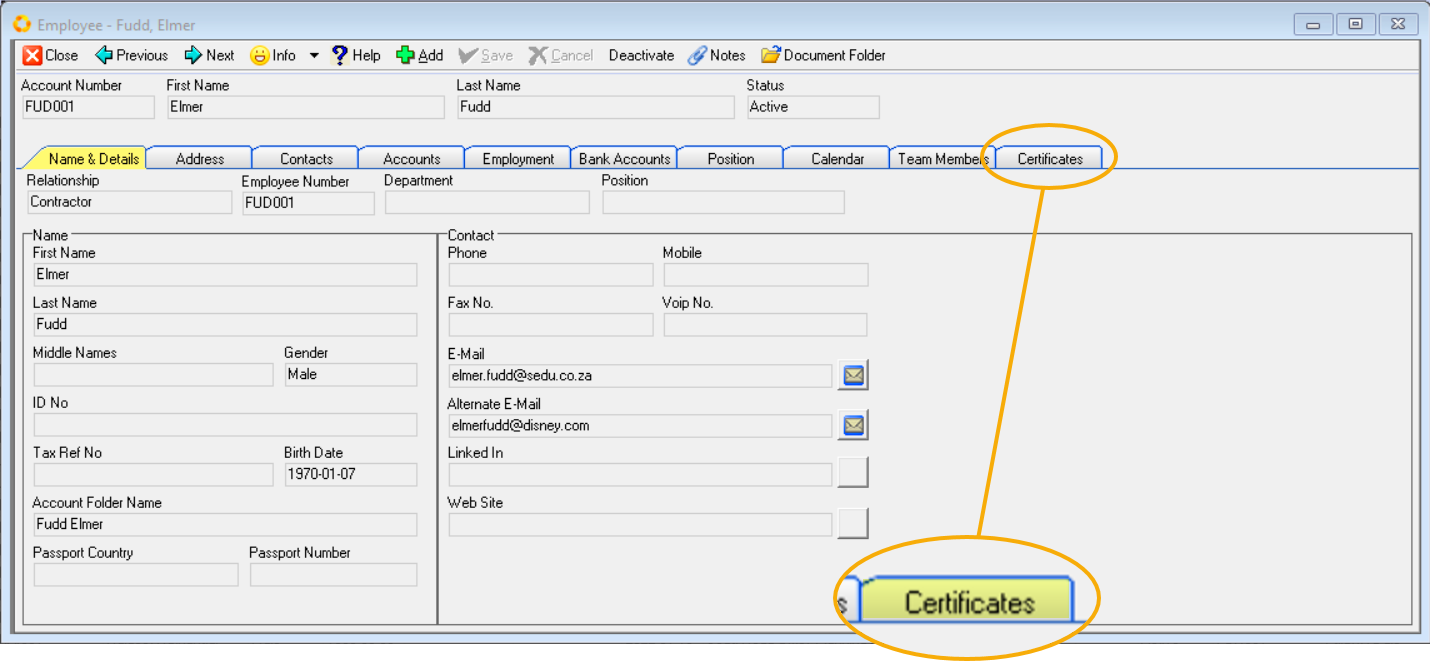 Employee - Fudd, Elmer
Close Previous Next Info Help Add Save Cancel Deactivate Notes Document Folder
Account Number First Name Last Name Status
FUD001 Elmer Fudd Active
Name & Details Address Contacts Accounts Employment Bank Accounts Position Calendar Team Members Certificates
Relationship Employee Number Department Position
Contractor FUD001
Name
First Name
Elmer
Last Name
Fudd
Middle Names Gender
Male
ID No
Tax Ref No Birth Date
1970-01-07
Account Folder Name
Fudd Elmer
Passport Country Passport Number
Contact
Phone Mobile
Fax No. Voip No.
E-Mail
elmer.fudd@sedu.co.za
Alternate E-Mail
elmerfudd@disney.com
Linked In
Web Site
s Certificates